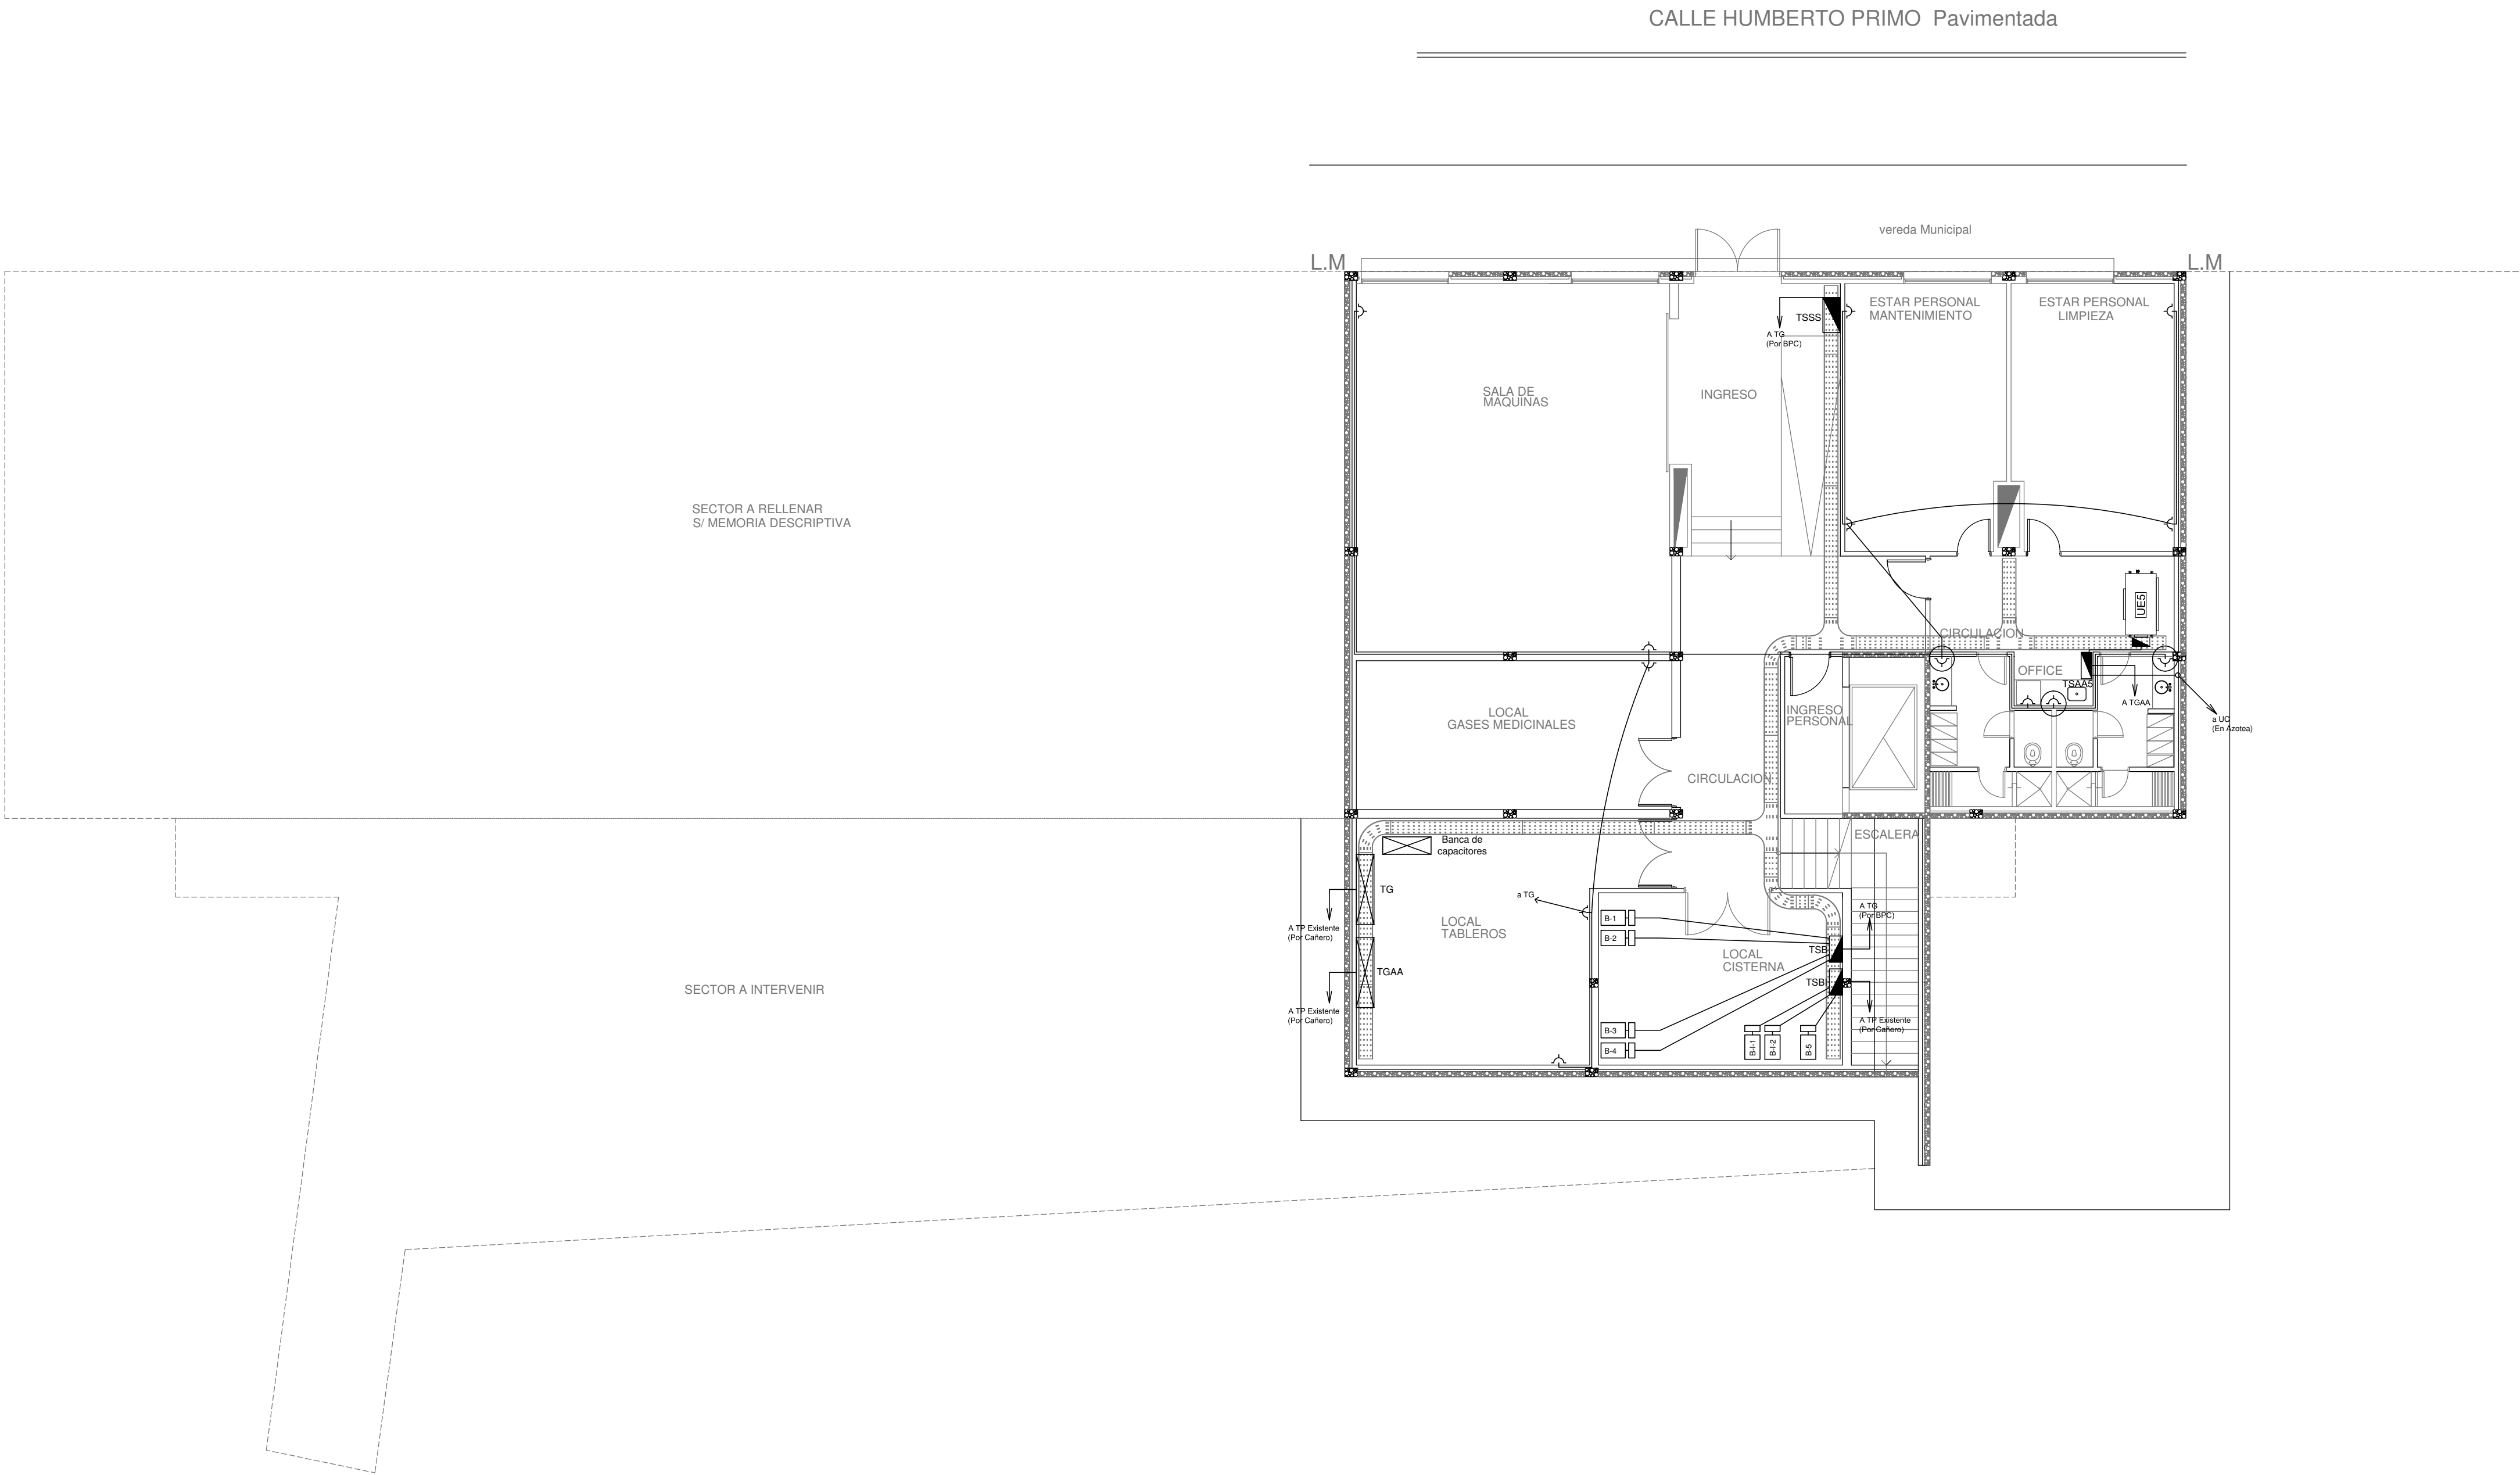 CALLE HUMBERTO PRIMO  Pavimentada
vereda Municipal
L.M
L.M
ESTAR PERSONAL
MANTENIMIENTO
ESTAR PERSONAL
LIMPIEZA
TSSS
A TG
(Por BPC)
SALA DE
MAQUINAS
INGRESO
SECTOR A RELLENAR
S/ MEMORIA DESCRIPTIVA
UE5
CIRCULACION
OFFICE
TSAA5
A TGAA
a UC
(En Azotea)
LOCAL
GASES MEDICINALES
INGRESO
PERSONAL
CIRCULACION
ESCALERA
Banca de
capacitores
TG
a TG
A TP Existente
(Por Cañero)
LOCAL
TABLEROS
B-1
B-2
A TG
(Por BPC)
TSB
LOCAL
CISTERNA
TGAA
TSBI
SECTOR A INTERVENIR
A TP Existente
(Por Cañero)
A TP Existente
(Por Cañero)
B-3
B-4
B-I-1
B-I-2
B-5